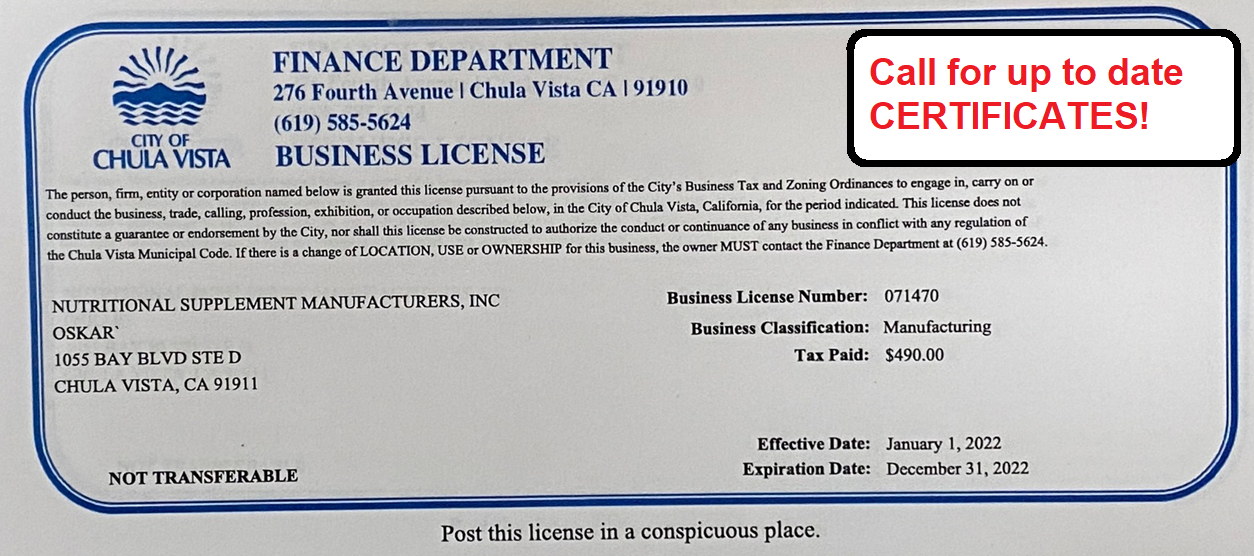 FINANCE DEPARTMENT
276 Fourth Avenue | Chula Vista CA | 91910
(619) 585-5624
BUSINESS LICENSE
CITY OF
CHULA VISTA
Call for up to date
CERTIFICATES!
The person, firm, entity or corporation named below is granted this license pursuant to the provisions of the City's Business Tax and Zoning Ordinances to engage in, carry on or
conduct the business, trade, calling, profession, exhibition, or occupation described below, in the City of Chula Vista, California, for the period indicated. This license does not
constitute a guarantee or endorsement by the City, nor shall this license be constructed to authorize the conduct or continuance of any business in conflict with any regulation of
the Chula Vista Municipal Code. If there is a change of LOCATION, USE or OWNERSHIP for this business, the owner MUST contact the Finance Department at (619) 585-5624.
NUTRITIONAL SUPPLEMENT MANUFACTURERS, INC
OSKAR`
1055 BAY BLVD STE D
CHULA VISTA, CA 91911
Business License Number: 071470
Business Classification: Manufacturing
Tax Paid: $490.00
Effective Date: January 1, 2022
Expiration Date: December 31, 2022
NOT TRANSFERABLE
Post this license in a conspicuous place.